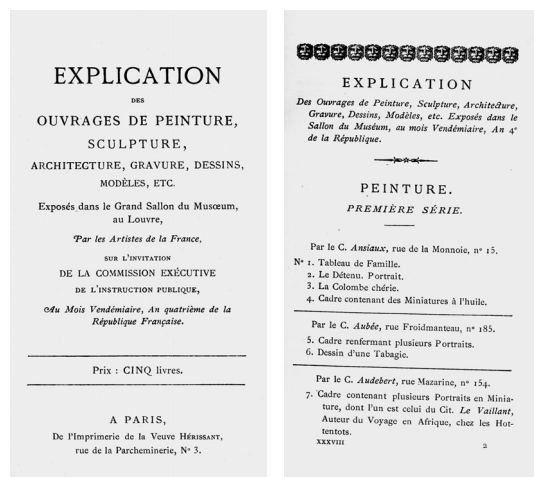 EXPLICATION
DES
OUVRAGES DE PEINTURE,
SCULPTURE,
ARCHITECTURE, GRAVURE, DESSINS,
MODÈLES, ETC.
Exposés dans le Grand Sallon du Musœum,
au Louvre,
Par les Artistes de la France,
SUR L'INVITATION
DE LA COMMISSION EXÉCUTIVE
DE L'INSTRUCTION PUBLIQUE,
Au Mois Vendémiaire, An quatrième de la
République Française.
Prix : CINQ livres.
A PARIS,
De l'Imprimerie de la Veuve HÉRISSANT,
rue de la Parcheminerie, Nº 3.
EXPLICATION
Des Ouvrages de Peinture, Sculpture, Architecture,
Gravure, Dessins, Modèles, etc. Exposés dans le
Sallon du Muséum, au mois Vendémiaire, An 4e
de la République.
PEINTURE.
PREMIÈRE SÉRIE.
Par le C. Ansiaux, rue de la Monnoie, nº 15.
Nº 1. Tableau de Famille.
2. Le Détenu. Portrait.
3. La Colombe chérie.
4. Cadre contenant des Miniatures à l'huile.
Par le C. Aubée, rue Froidmanteau, nº 185.
5. Cadre renfermant plusieurs Portraits.
6. Dessin d'une Tabagie.
Par le C. Audebert, rue Mazarine, nº 154.
7. Cadre contenant plusieurs Portraits en Minia-
ture, dont l'un est celui du Cit. Le Vaillant,
Auteur du Voyage en Afrique, chez les Hot-
tentots.
XXXVIII 2